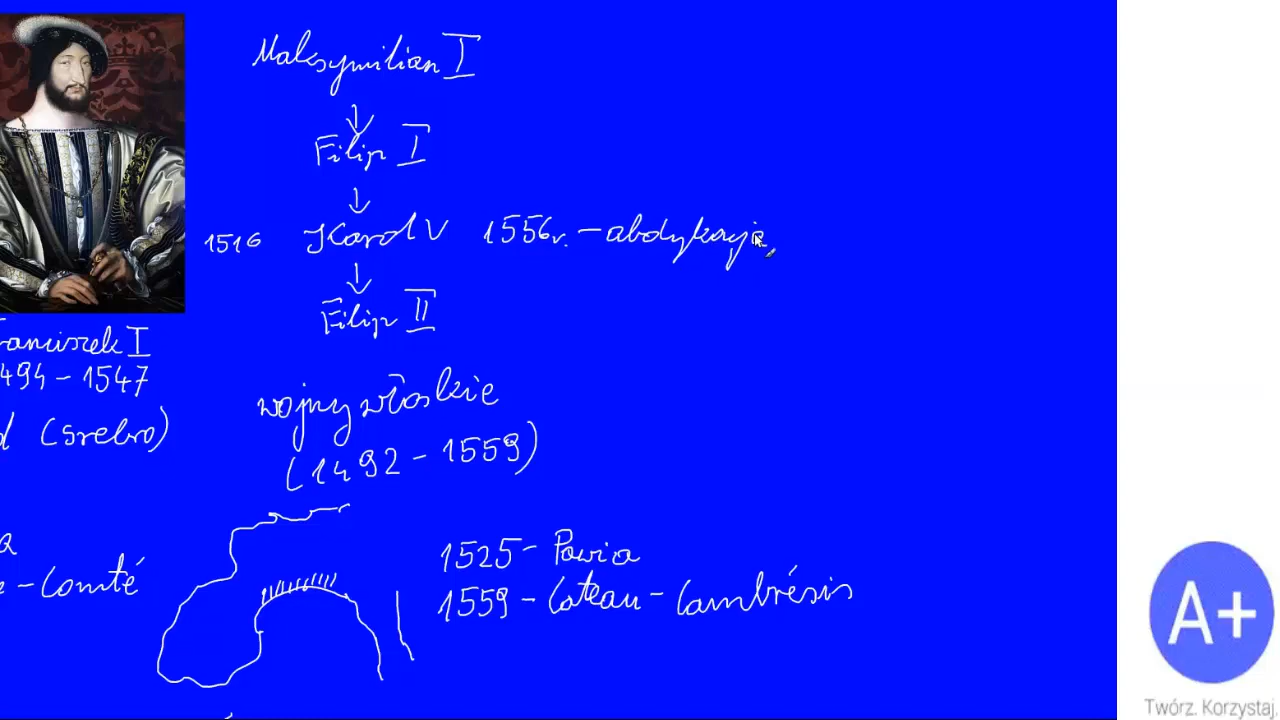 Maksymilian I
Filip I
1516 Karol V 1556r. - abdykacja
Filip II
Franciszek I
1494 - 1547
(srebro)
wojny włoskie
(1492 - 1559)
- Comté
1525 - Pawia
1559 - Cateau - Cambrésis
A+
Twórz. Korzystaj.